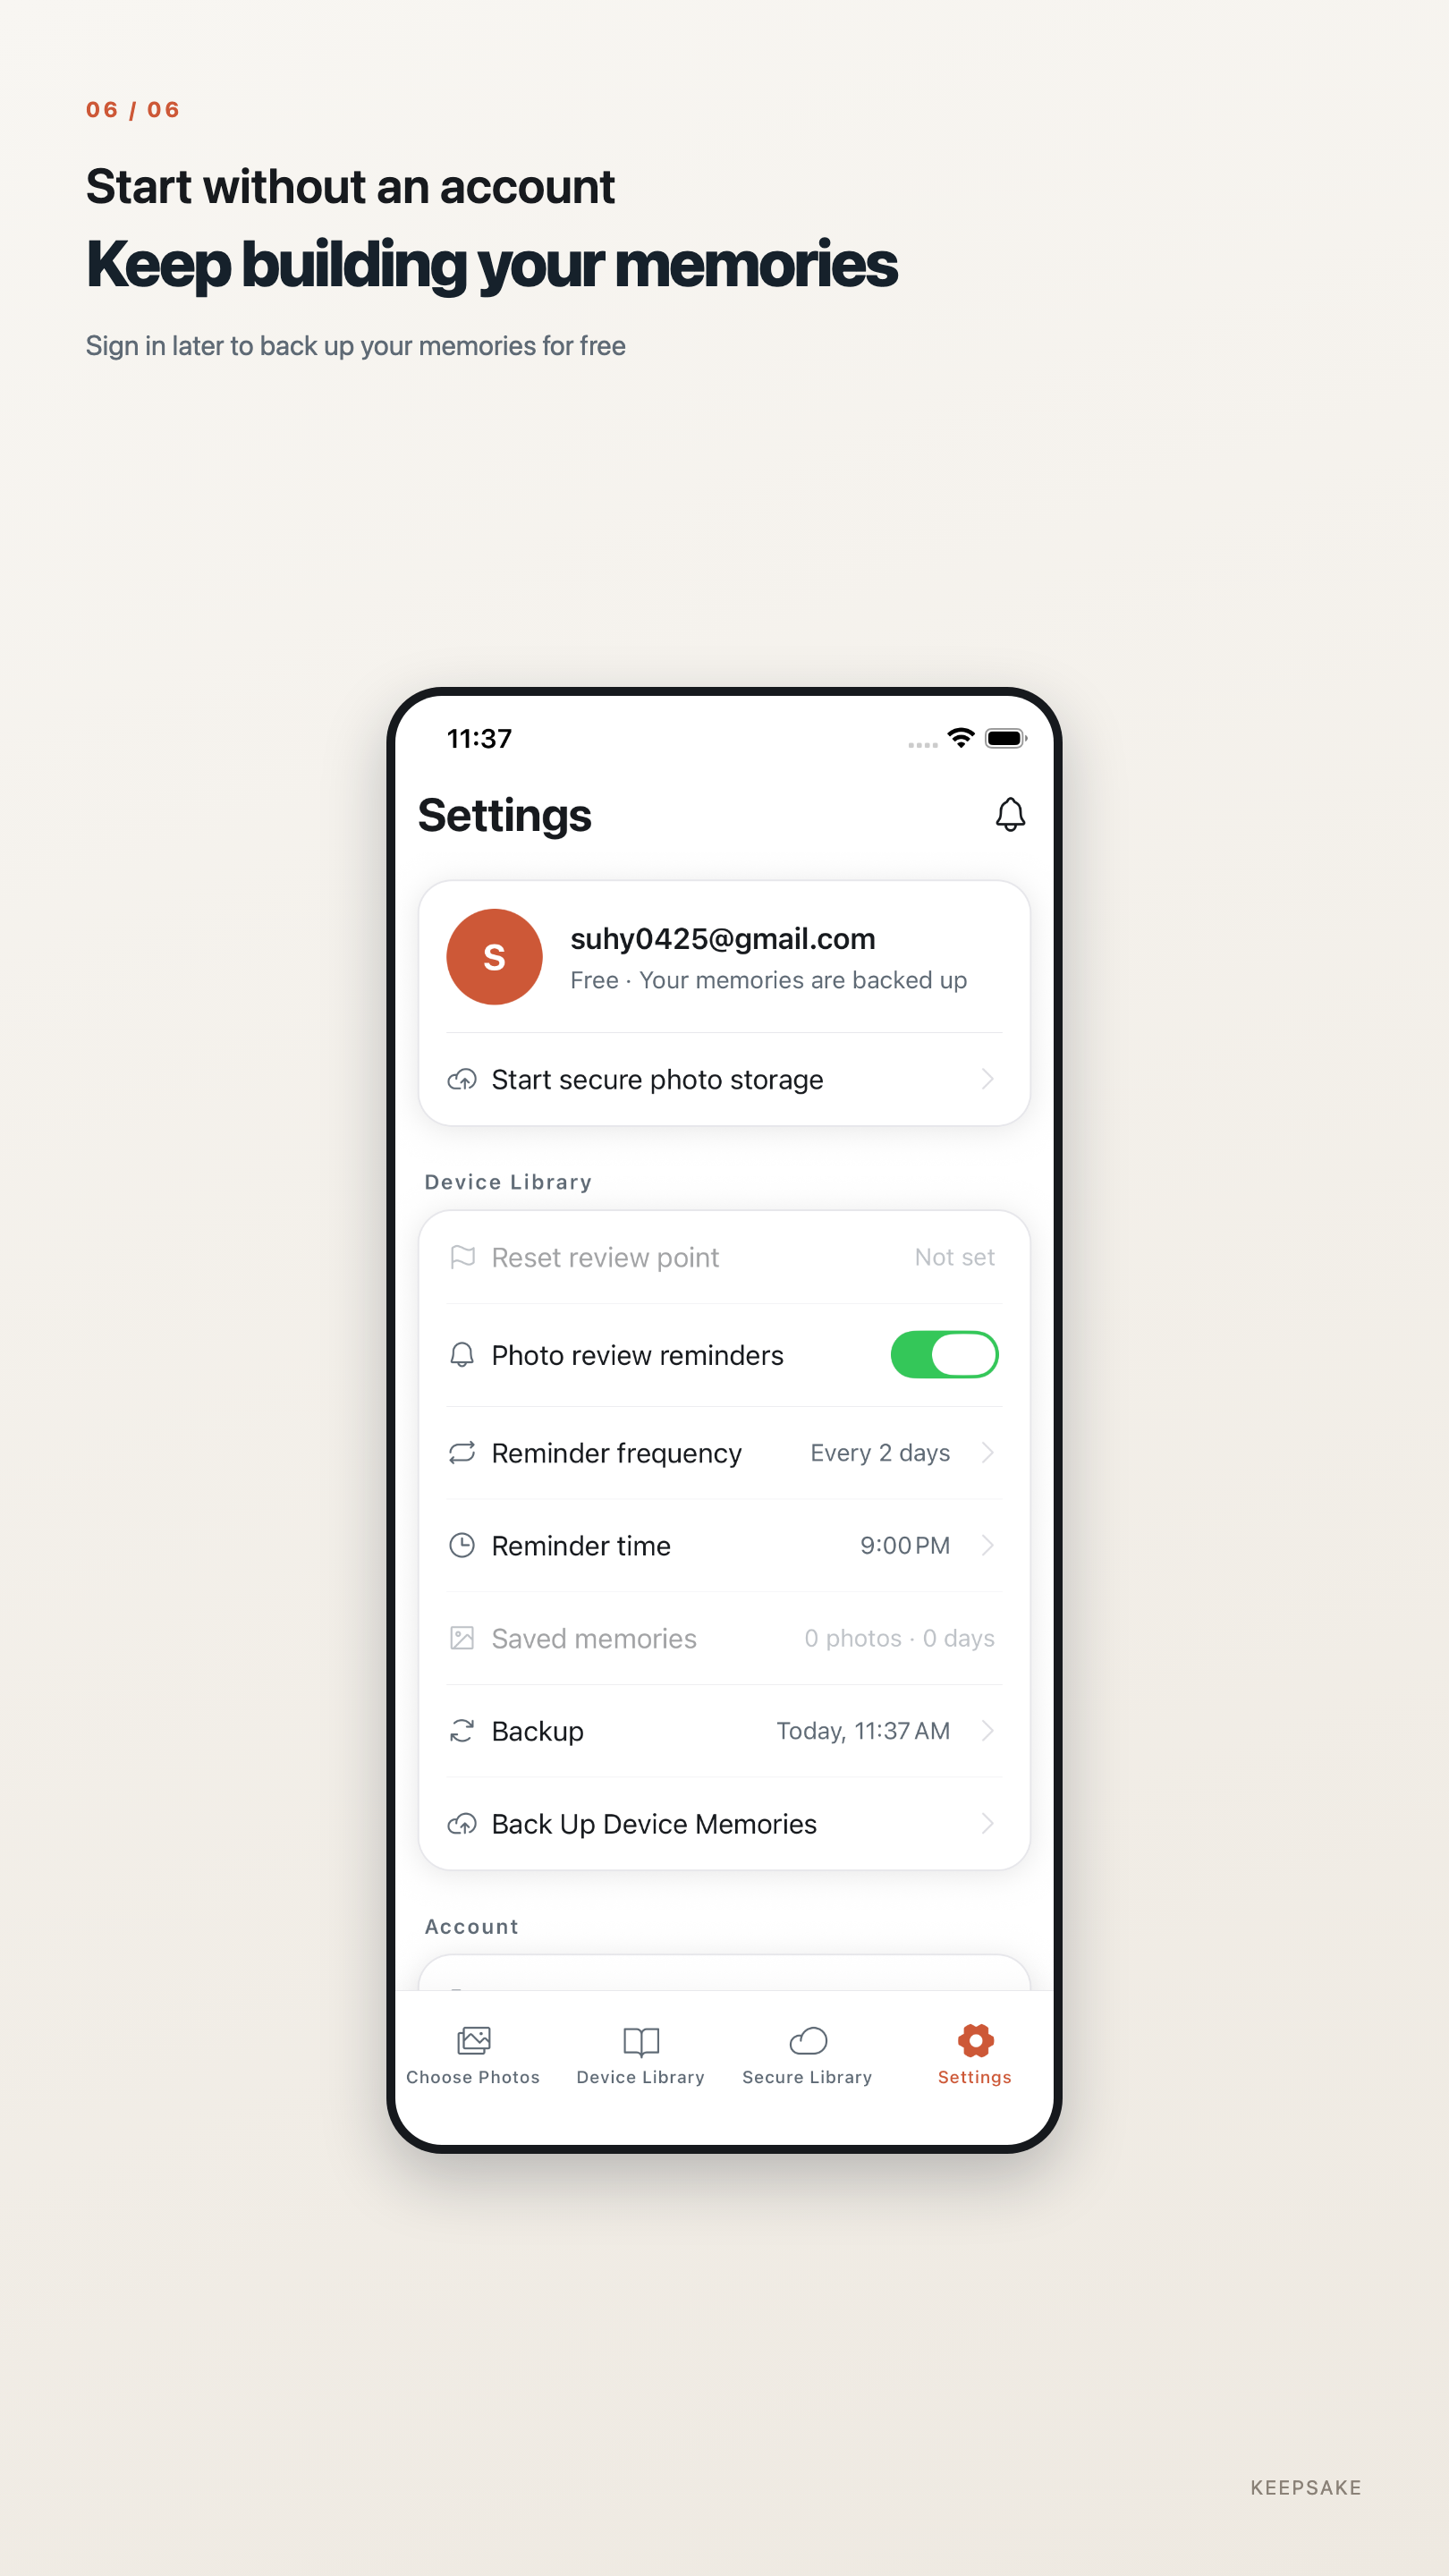 06 / 06
Start without an account
Keep building your memories
Sign in later to back up your memories for free
11:37
Settings
S
suhy0425@gmail.com
Free · Your memories are backed up
Start secure photo storage
Device Library
Reset review point Not set
Photo review reminders
Reminder frequency Every 2 days
Reminder time 9:00 PM
Saved memories 0 photos · 0 days
Backup Today, 11:37 AM
Back Up Device Memories
Account
Choose Photos Device Library Secure Library Settings
KEEPSAKE